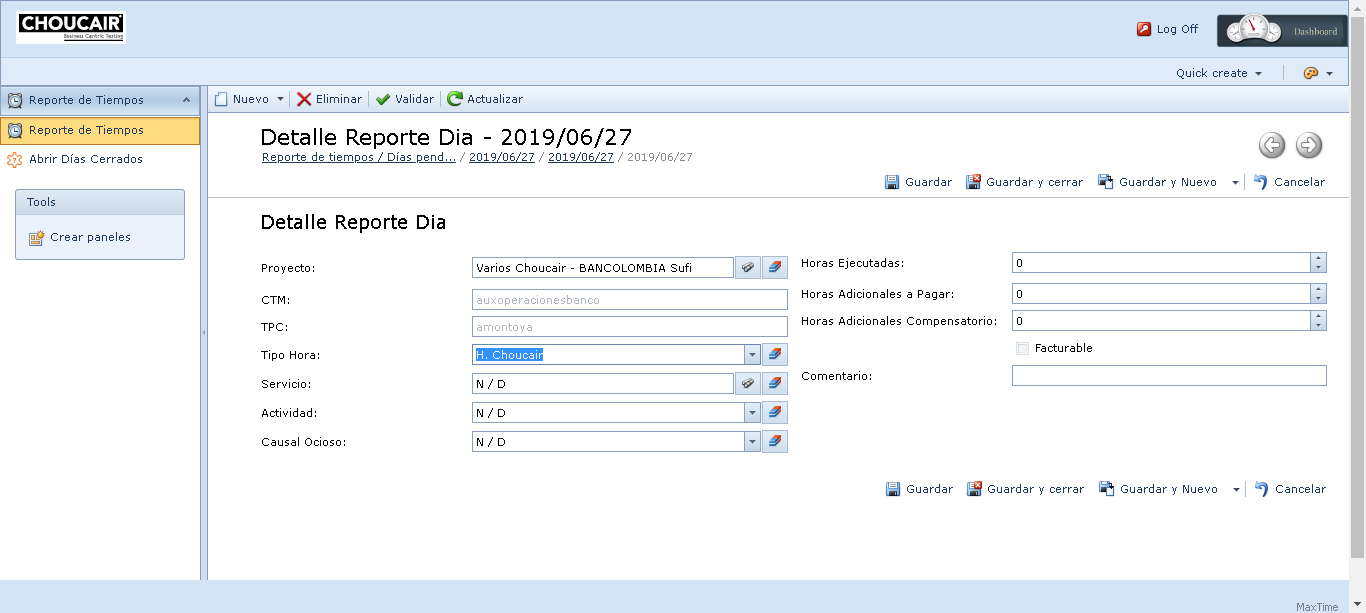 CHOUCAIR
Business Centric Testing
Log Off
Dashboard
Quick create
Reporte de Tiempos
Reporte de Tiempos
Abrir Días Cerrados
Tools
Crear paneles
Nuevo Eliminar Validar Actualizar
Detalle Reporte Dia - 2019/06/27
Reporte de tiempos / Días pend... / 2019/06/27 / 2019/06/27 / 2019/06/27
Guardar Guardar y cerrar Guardar y Nuevo Cancelar
Detalle Reporte Dia
Proyecto: Varios Choucair - BANCOLOMBIA Sufi
CTM: auxoperacionesbanco
TPC: amontoya
Tipo Hora: H. Choucair
Servicio: N / D
Actividad: N / D
Causal Ocioso: N / D
Horas Ejecutadas: 0
Horas Adicionales a Pagar: 0
Horas Adicionales Compensatorio: 0
Facturable
Comentario:
Guardar Guardar y cerrar Guardar y Nuevo Cancelar
MaxTime